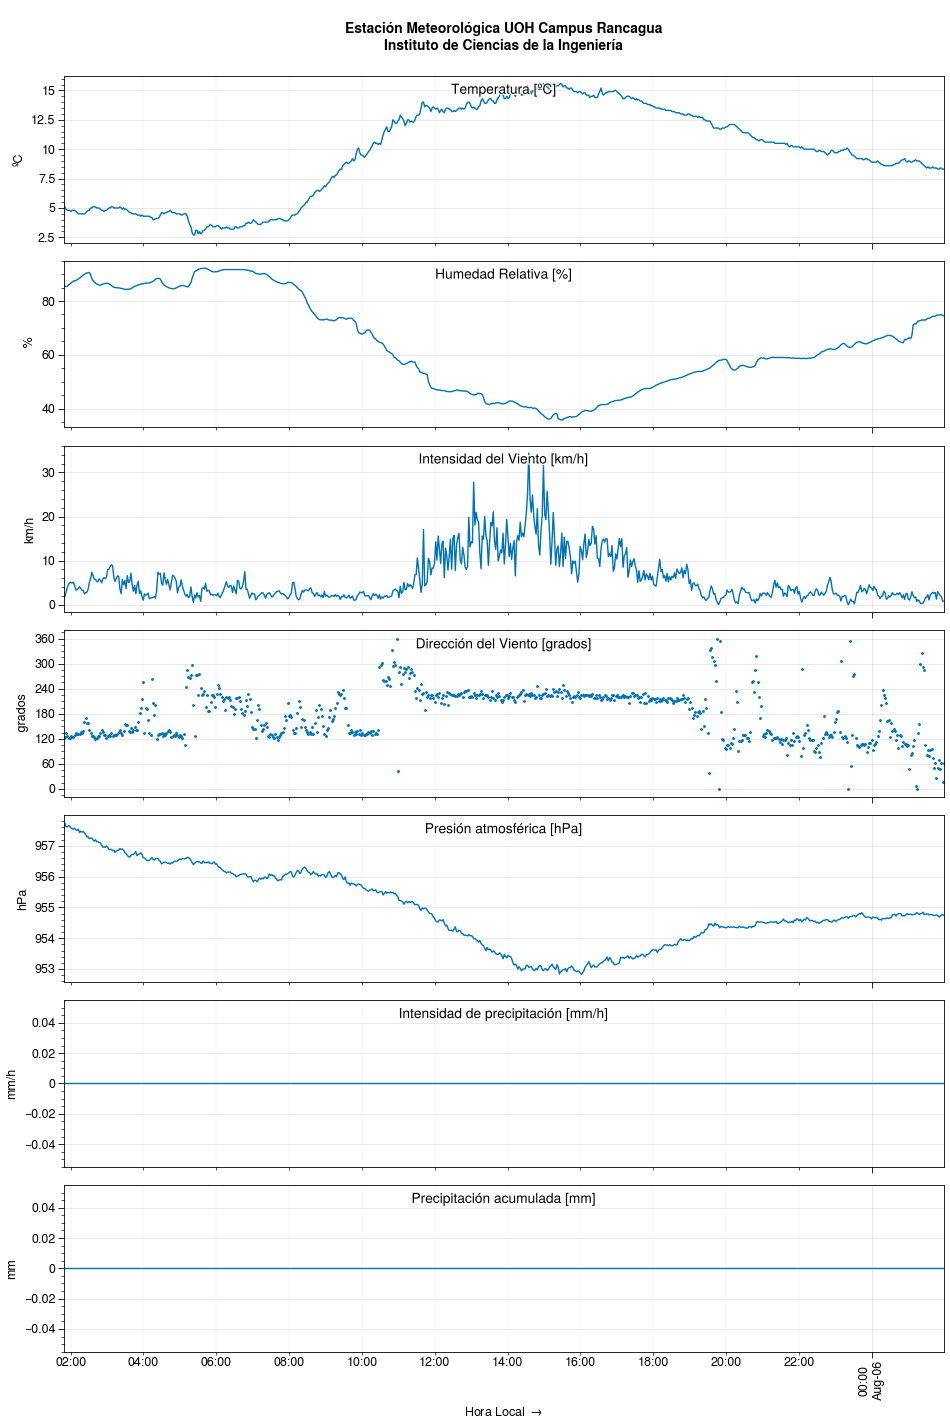 Estación Meteorológica UOH Campus Rancagua
Instituto de Ciencias de la Ingeniería
Temperatura [ºC]
ºC
15
12.5
10
7.5
5
2.5
Humedad Relativa [%]
%
80
60
40
Intensidad del Viento [km/h]
km/h
30
20
10
0
Dirección del Viento [grados]
grados
360
300
240
180
120
60
0
Presión atmosférica [hPa]
hPa
957
956
955
954
953
Intensidad de precipitación [mm/h]
mm/h
0.04
0.02
0
−0.02
−0.04
Precipitación acumulada [mm]
mm
0.04
0.02
0
−0.02
−0.04
02:00 04:00 06:00 08:00 10:00 12:00 14:00 16:00 18:00 20:00 22:00 00:00
Aug-06
Hora Local →